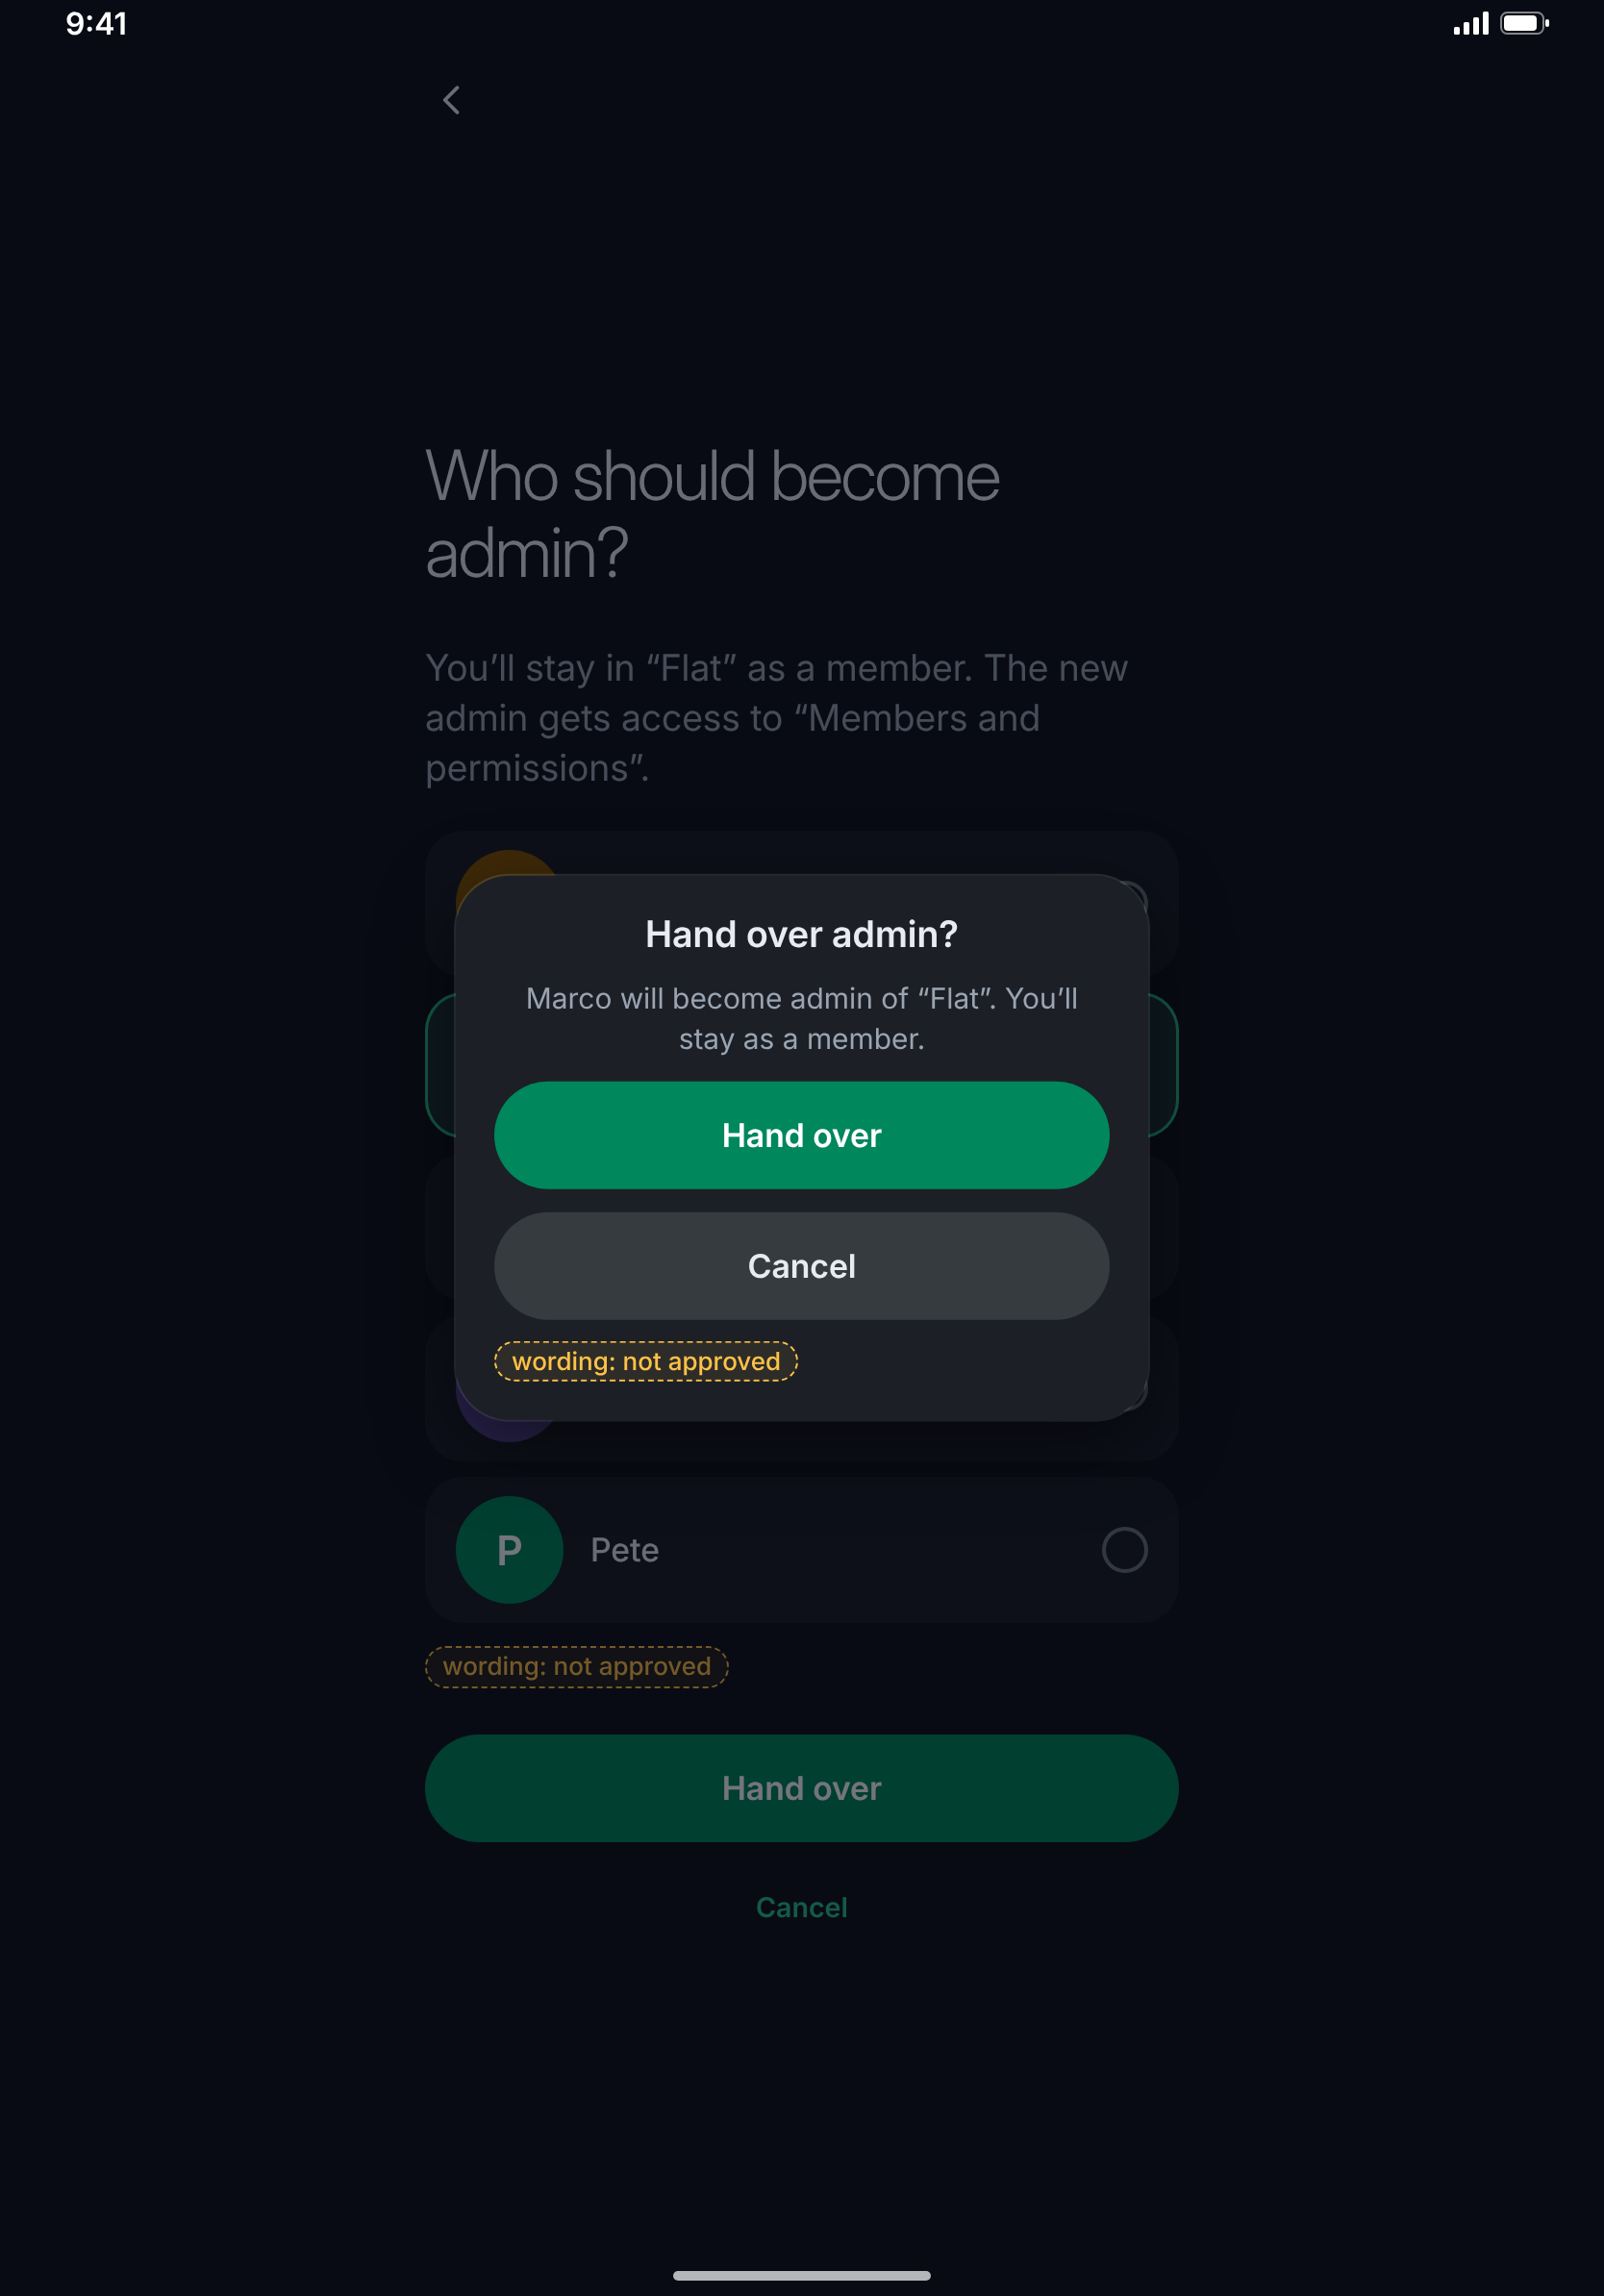 9:41
Who should become
admin?
You’ll stay in “Flat” as a member. The new
admin gets access to “Members and
permissions”.
Hand over admin?
Marco will become admin of “Flat”. You’ll
stay as a member.
Hand over
Cancel
wording: not approved
P
Pete
wording: not approved
Hand over
Cancel